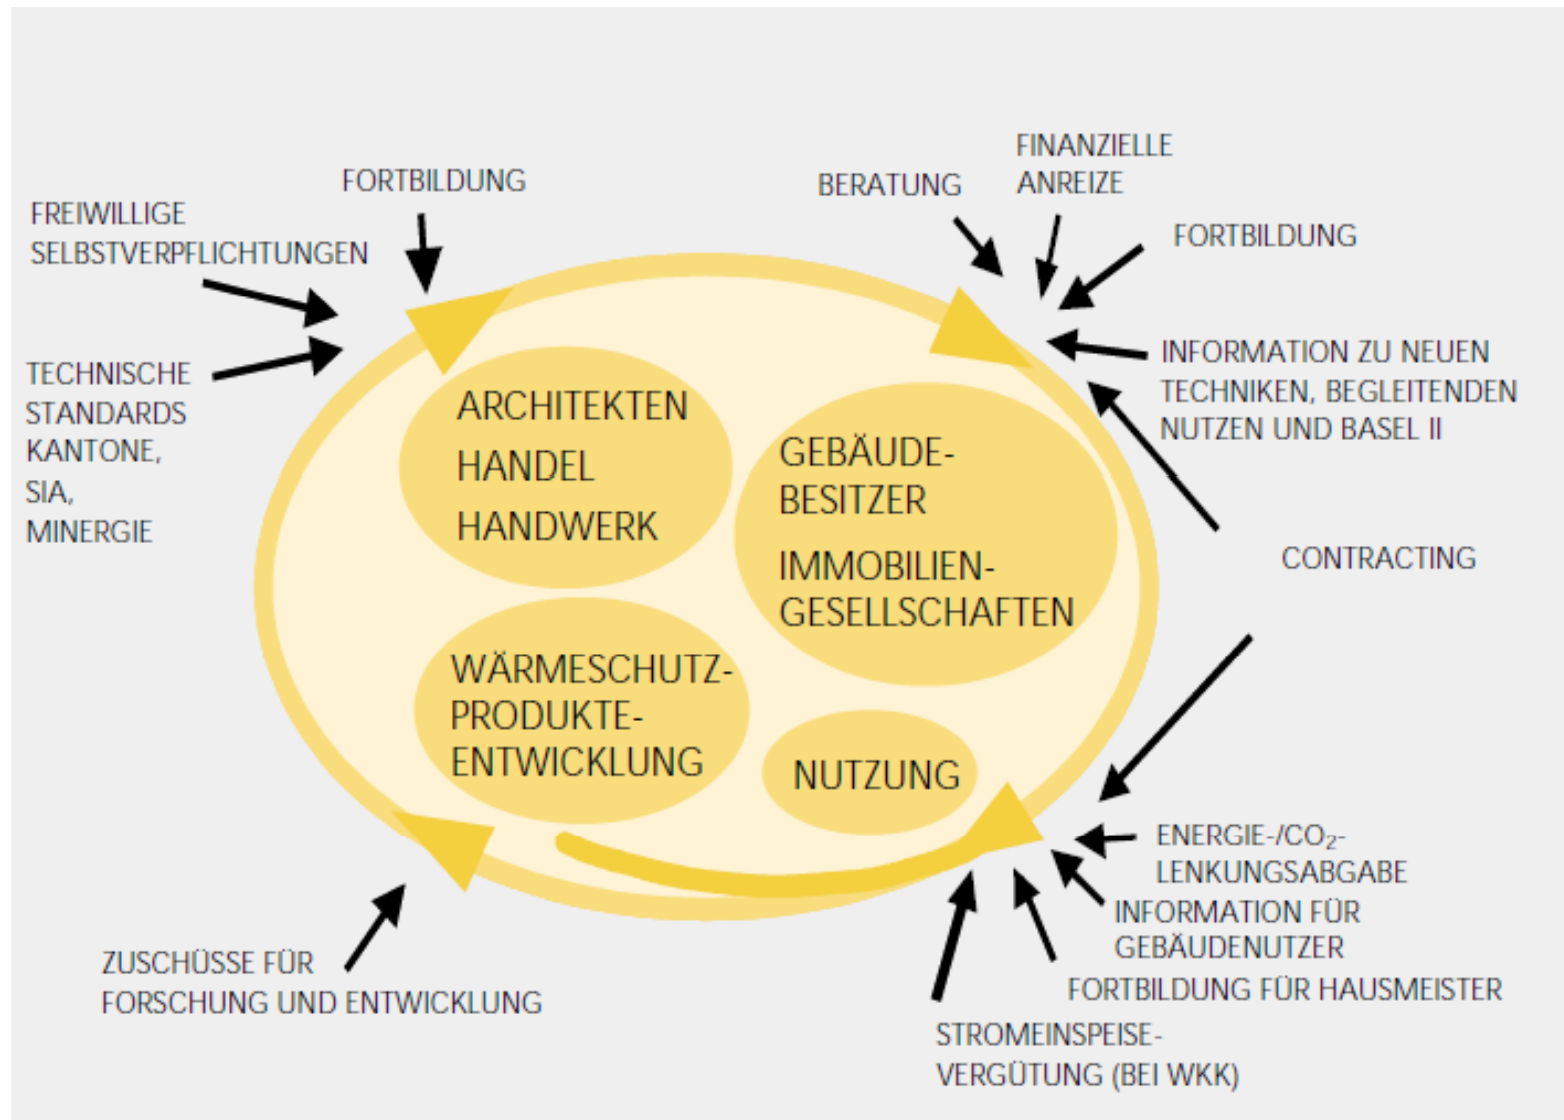 FINANZIELLE
ANREIZE
FORTBILDUNG
BERATUNG
FREIWILLIGE
SELBSTVERPFLICHTUNGEN
FORTBILDUNG
TECHNISCHE
STANDARDS
KANTONE,
SIA,
MINERGIE
INFORMATION ZU NEUEN
TECHNIKEN, BEGLEITENDEN
NUTZEN UND BASEL II
ARCHITEKTEN
HANDEL
HANDWERK
GEBÄUDE-
BESITZER
IMMOBILIEN-
GESELLSCHAFTEN
CONTRACTING
WÄRMESCHUTZ-
PRODUKTE-
ENTWICKLUNG
NUTZUNG
ENERGIE-/CO₂-
LENKUNGSABGABE
INFORMATION FÜR
GEBÄUDENUTZER
FORTBILDUNG FÜR HAUSMEISTER
ZUSCHÜSSE FÜR
FORSCHUNG UND ENTWICKLUNG
STROMEINSPEISE-
VERGÜTUNG (BEI WKK)